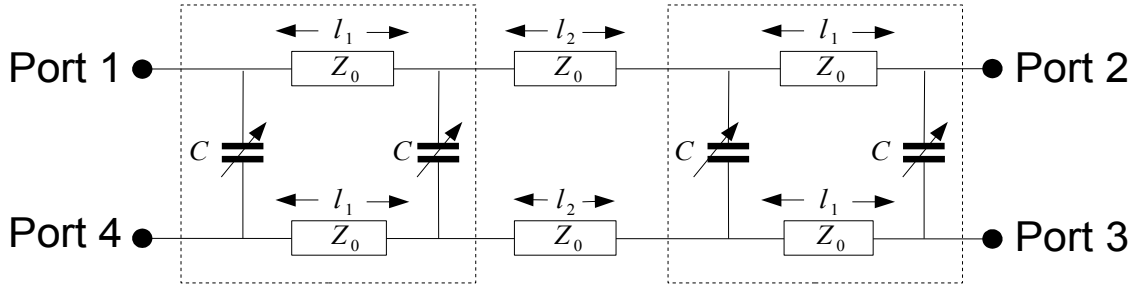 l₁ l₂ l₁
Port 1 Z₀ Z₀ Z₀ Port 2
C C C C
l₁ l₂ l₁
Port 4 Z₀ Z₀ Z₀ Port 3